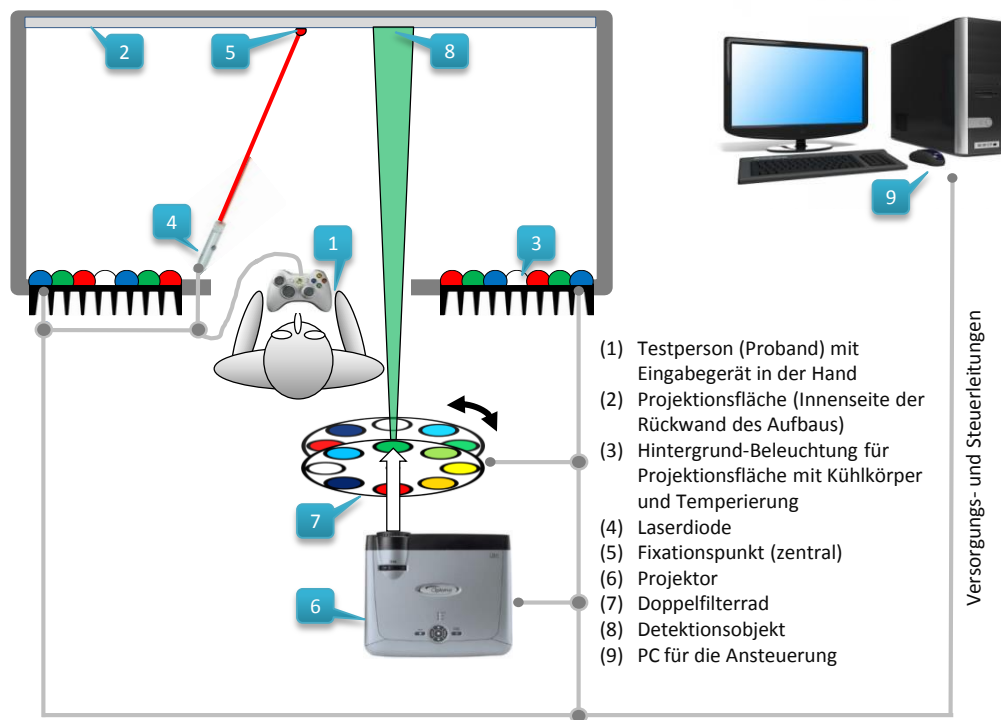 2
5
8
9
4
1
3
(1) Testperson (Proband) mit
Eingabegerät in der Hand
(2) Projektionsfläche (Innenseite der
Rückwand des Aufbaus)
(3) Hintergrund-Beleuchtung für
Projektionsfläche mit Kühlkörper
und Temperierung
(4) Laserdiode
(5) Fixationspunkt (zentral)
(6) Projektor
(7) Doppelfilterrad
(8) Detektionsobjekt
(9) PC für die Ansteuerung
Versorgungs- und Steuerleitungen
7
6